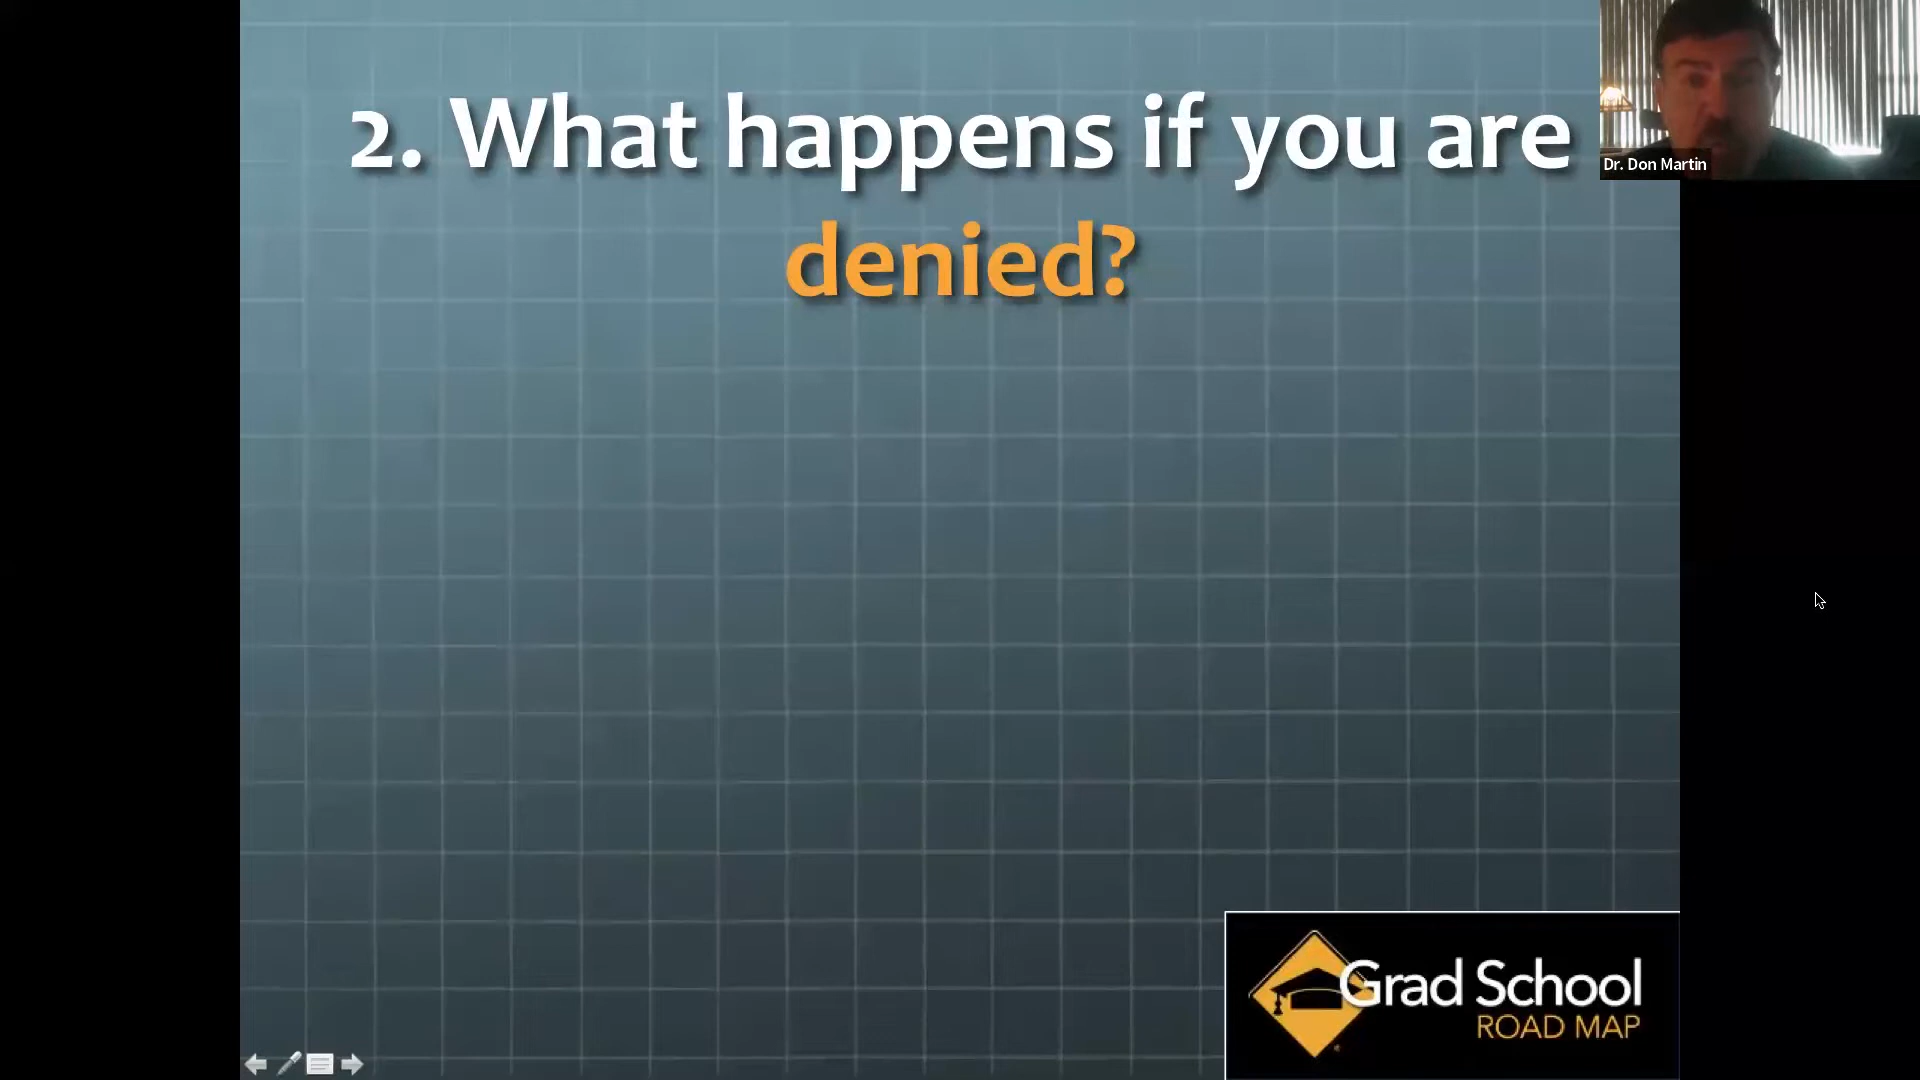 2. What happens if you are
denied?
Dr. Don Martin
Grad School
ROAD MAP